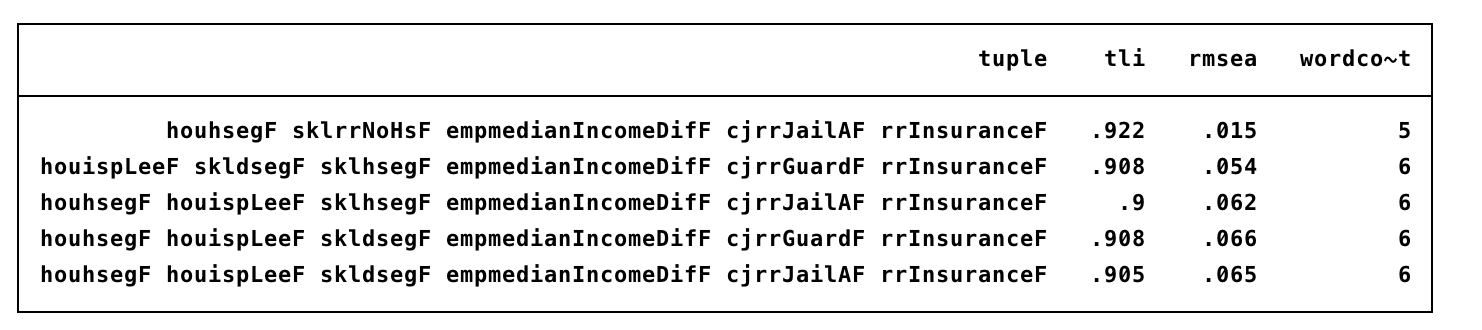 tuple tli rmsea wordco~t
houhsegF sklrrNoHsF empmedianIncomeDifF cjrrJailAF rrInsuranceF .922 .015 5
houispLeeF skldsegF sklhsegF empmedianIncomeDifF cjrrGuardF rrInsuranceF .908 .054 6
houhsegF houispLeeF sklhsegF empmedianIncomeDifF cjrrJailAF rrInsuranceF .9 .062 6
houhsegF houispLeeF skldsegF empmedianIncomeDifF cjrrGuardF rrInsuranceF .908 .066 6
houhsegF houispLeeF skldsegF empmedianIncomeDifF cjrrJailAF rrInsuranceF .905 .065 6